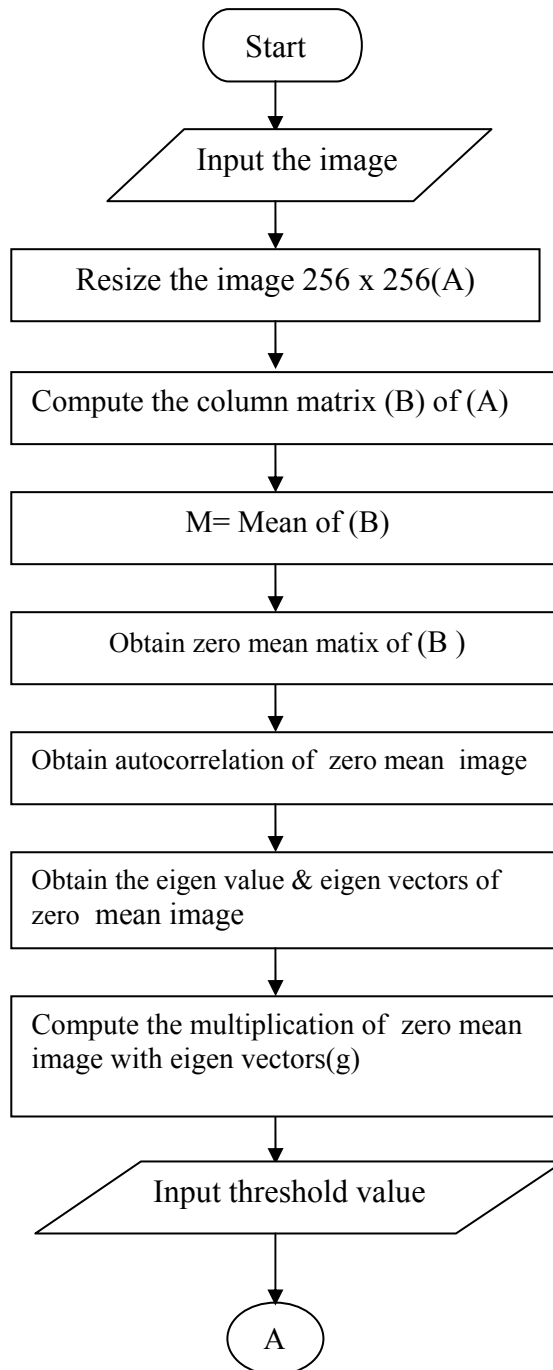 Start
Input the image
Resize the image 256 x 256(A)
Compute the column matrix (B) of (A)
M= Mean of (B)
Obtain zero mean matix of (B )
Obtain autocorrelation of zero mean image
Obtain the eigen value & eigen vectors of
zero mean image
Compute the multiplication of zero mean
image with eigen vectors(g)
Input threshold value
A